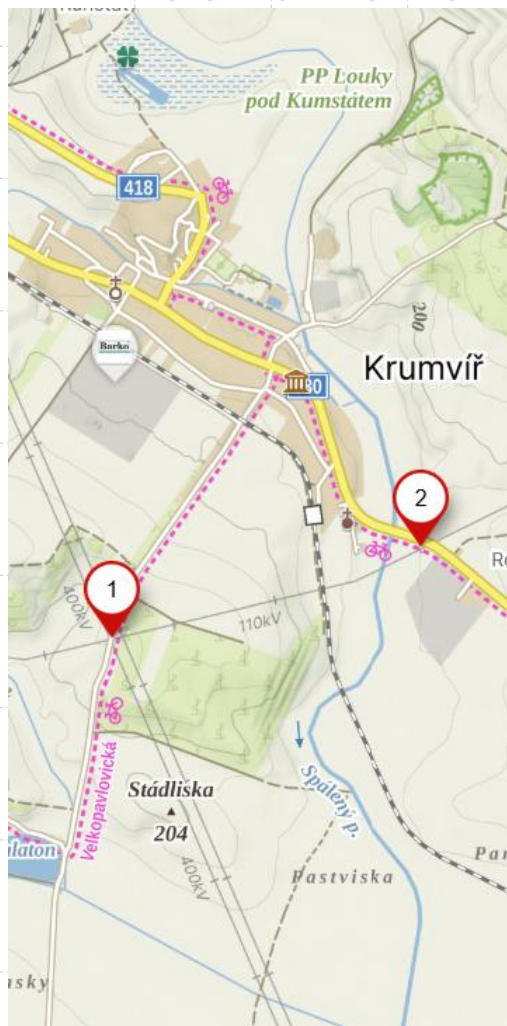 PP Louky
pod Kumstátem
418
Barko
200
Krumvíř
2
1
400kV
110kV
Velkopavlovická
Stádliska
204
Spálený p.
400kV
Pastviska